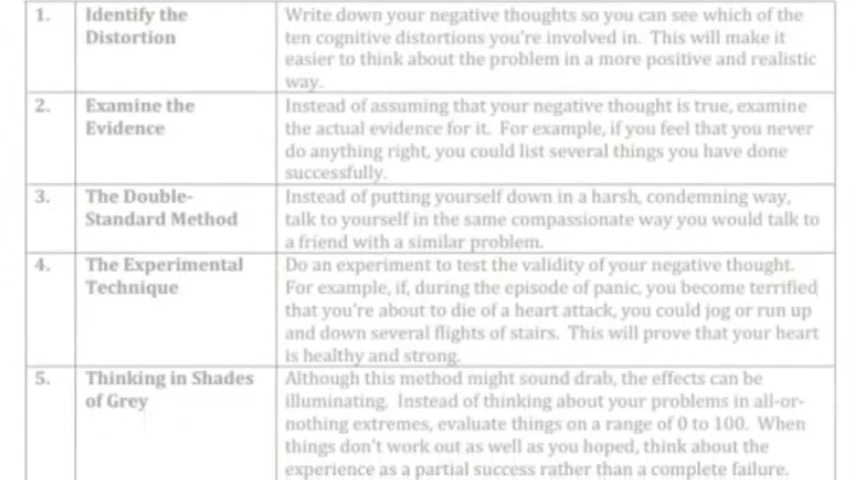 1. Identify the Write down your negative thoughts so you can see which of the
Distortion ten cognitive distortions you're involved in. This will make it
easier to think about the problem in a more positive and realistic
way.
2. Examine the Instead of assuming that your negative thought is true, examine
Evidence the actual evidence for it. For example, if you feel that you never
do anything right, you could list several things you have done
successfully.
3. The Double- Instead of putting yourself down in a harsh, condemning way,
Standard Method talk to yourself in the same compassionate way you would talk to
a friend with a similar problem.
4. The Experimental Do an experiment to test the validity of your negative thought.
Technique For example, if, during the episode of panic, you become terrified
that you're about to die of a heart attack, you could jog or run up
and down several flights of stairs. This will prove that your heart
is healthy and strong.
5. Thinking in Shades Although this method might sound drab, the effects can be
of Grey illuminating. Instead of thinking about your problems in all-or-
nothing extremes, evaluate things on a range of 0 to 100. When
things don't work out as well as you hoped, think about the
experience as a partial success rather than a complete failure.